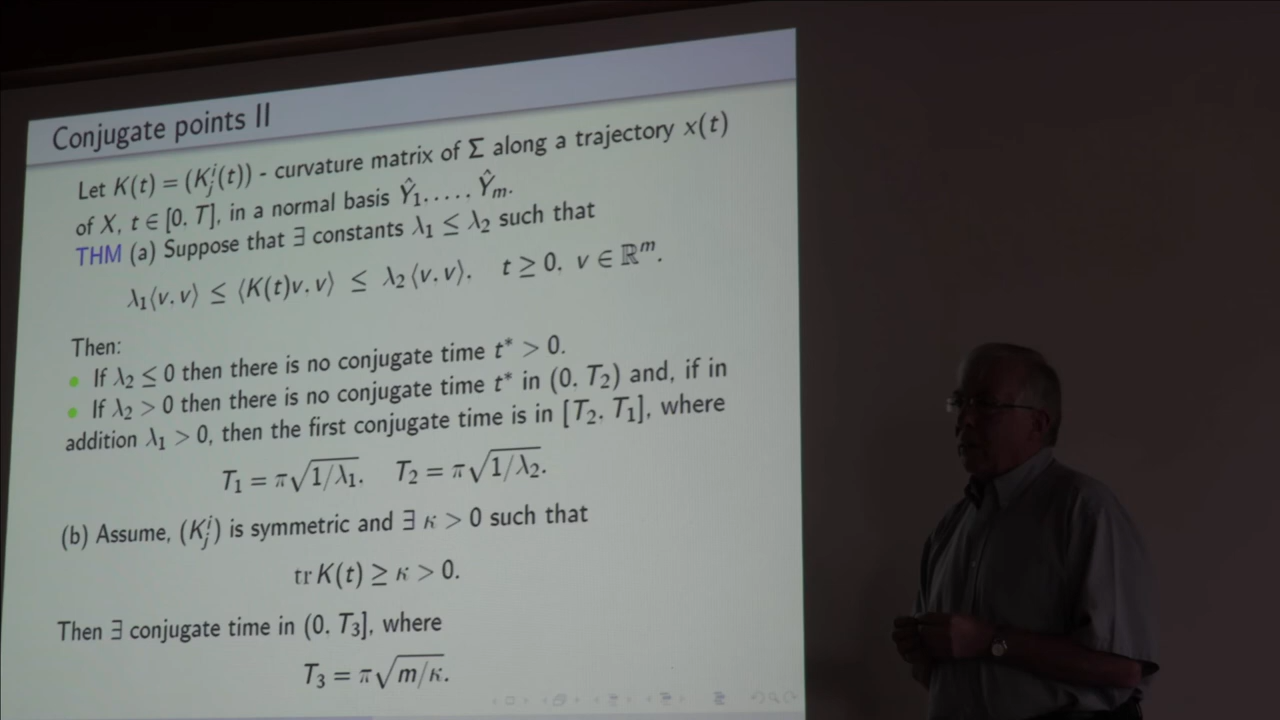 Conjugate points II
Let K(t) = (K^i_j(t)) - curvature matrix of Σ along a trajectory x(t)
of X, t ∈ [0, T], in a normal basis Ŷ_1, . . . , Ŷ_m.
THM (a) Suppose that ∃ constants λ_1 ≤ λ_2 such that
λ_1⟨v, v⟩ ≤ ⟨K(t)v, v⟩ ≤ λ_2⟨v, v⟩, t ≥ 0, v ∈ ℝ^m.
Then:
• If λ_2 ≤ 0 then there is no conjugate time t* > 0.
• If λ_2 > 0 then there is no conjugate time t* in (0, T_2) and, if in
addition λ_1 > 0, then the first conjugate time is in [T_2, T_1], where
T_1 = π√(1/λ_1), T_2 = π√(1/λ_2).
(b) Assume, (K^i_j) is symmetric and ∃ κ > 0 such that
tr K(t) ≥ κ > 0.
Then ∃ conjugate time in (0, T_3], where
T_3 = π√(m/κ).